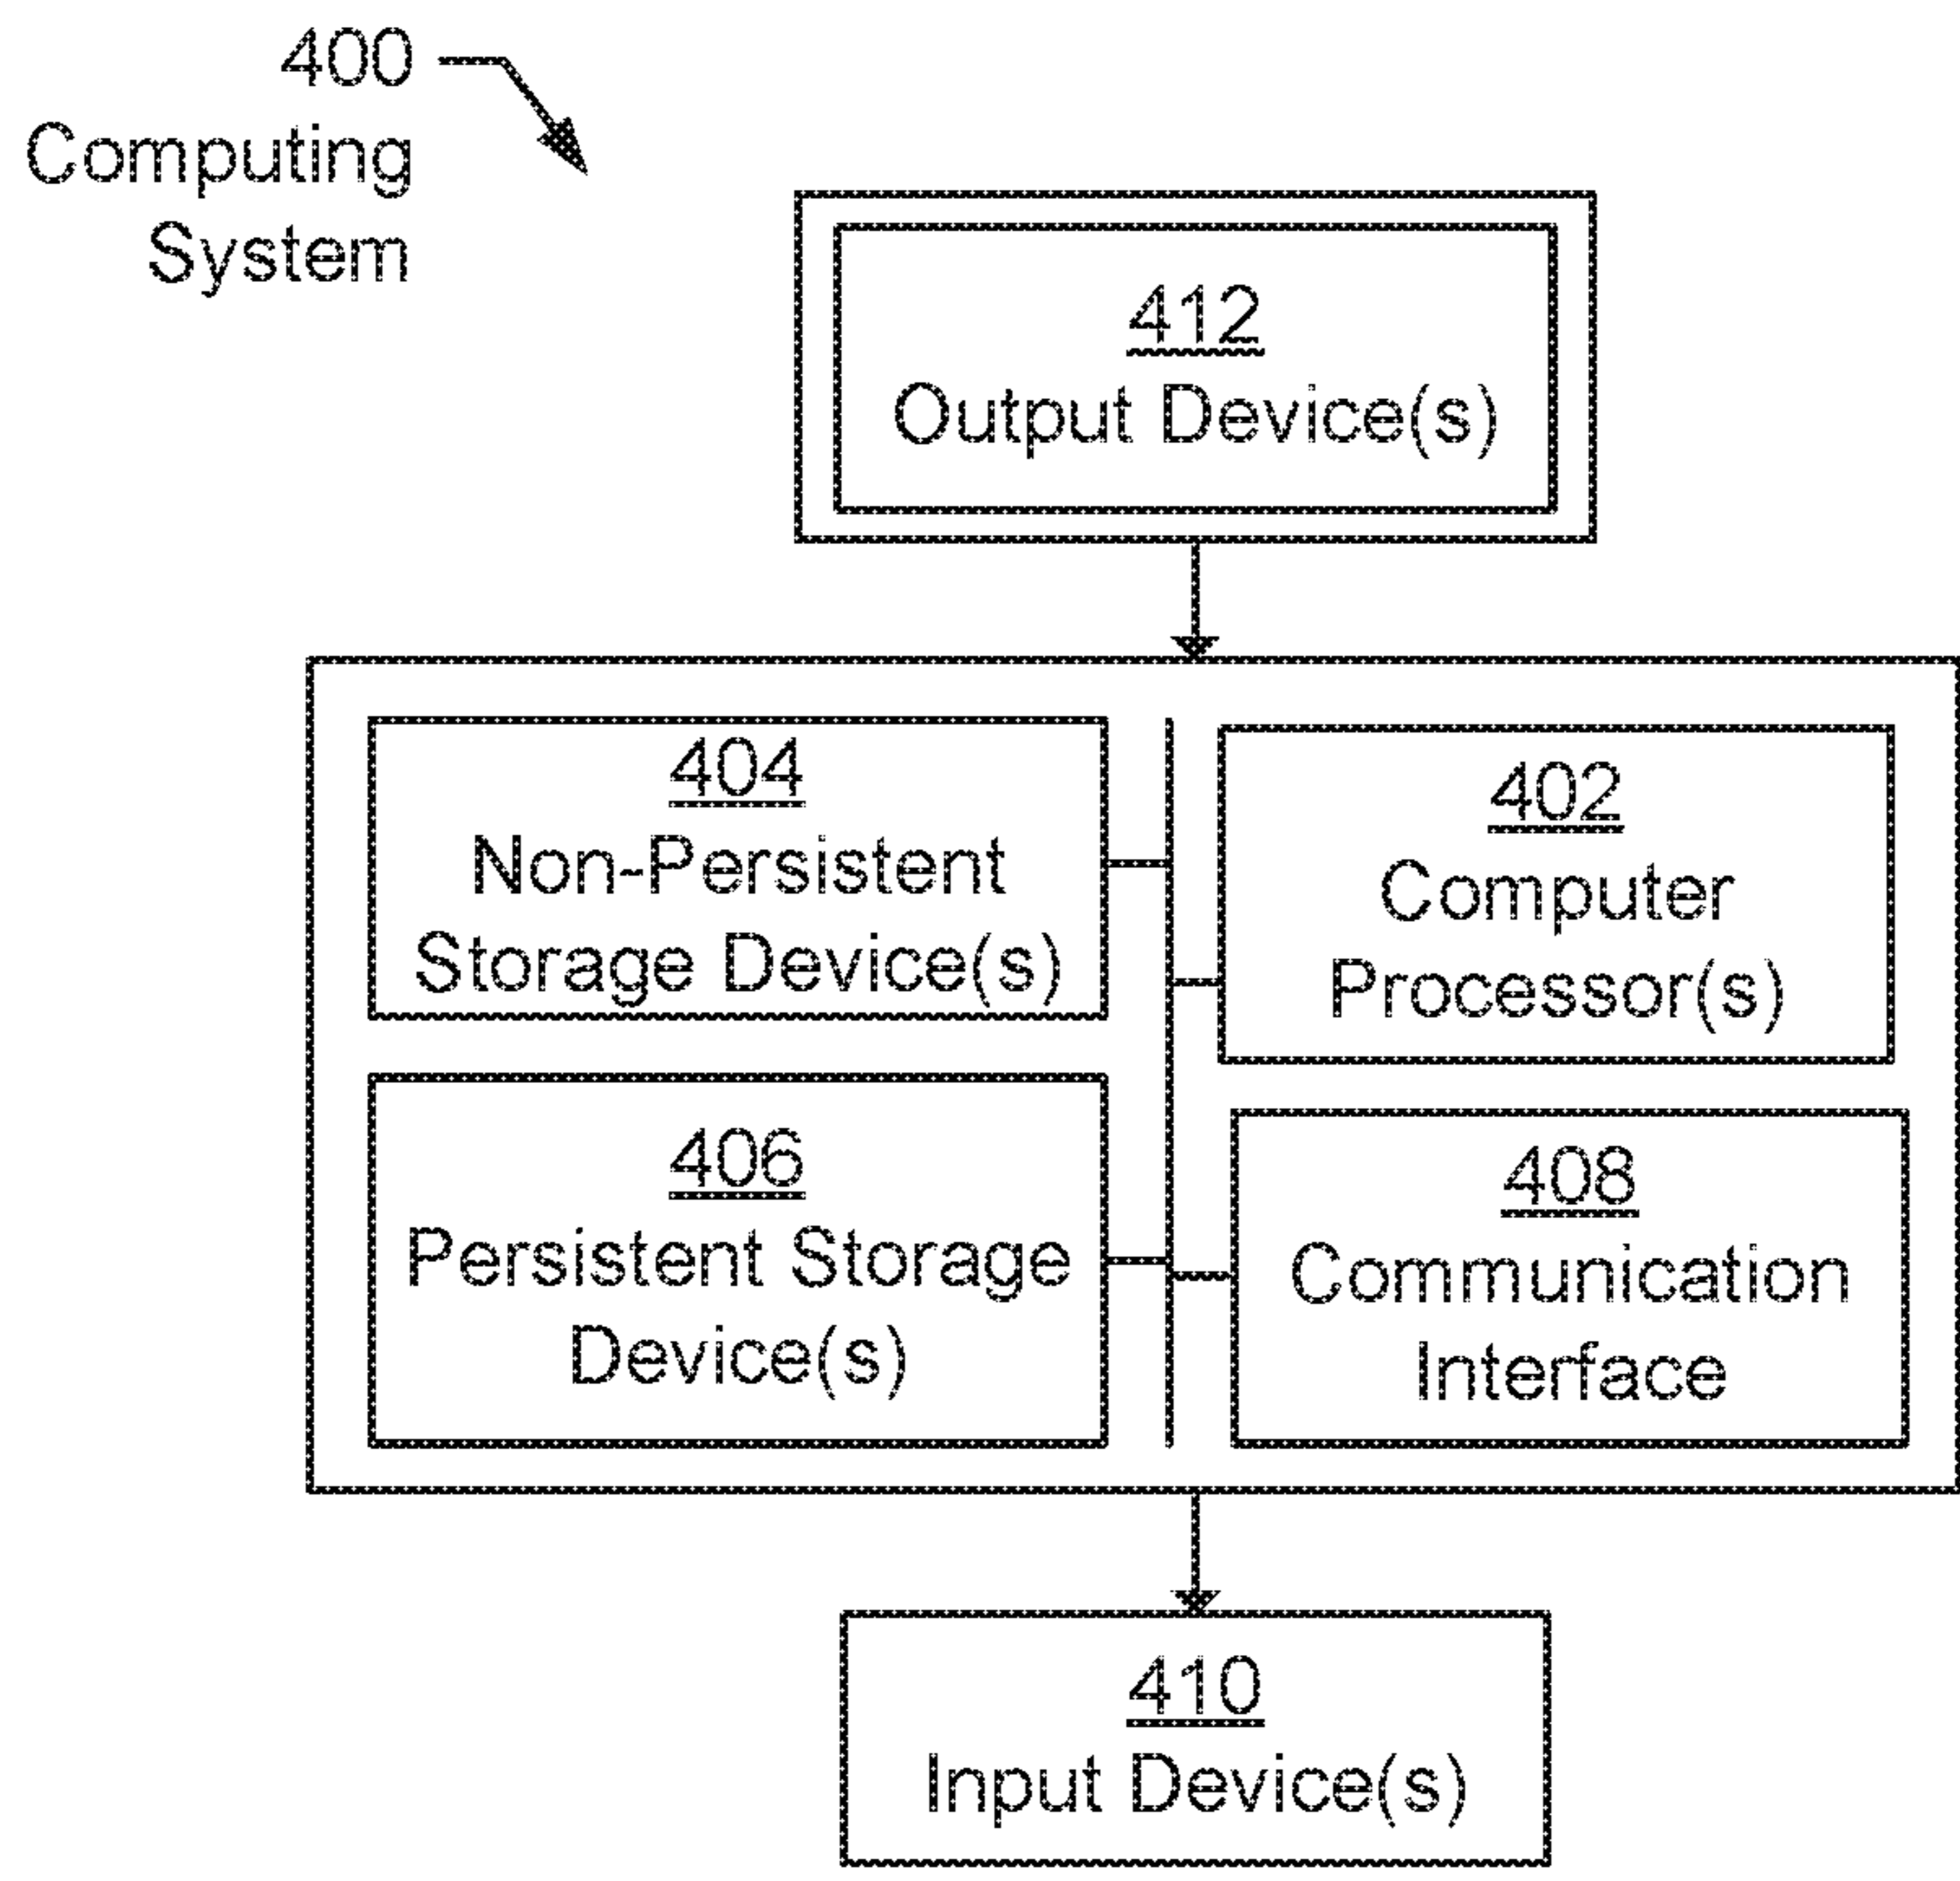 400
Computing
System
412
Output Device(s)
404
Non-Persistent
Storage Device(s)
402
Computer
Processor(s)
406
Persistent Storage
Device(s)
408
Communication
Interface
410
Input Device(s)